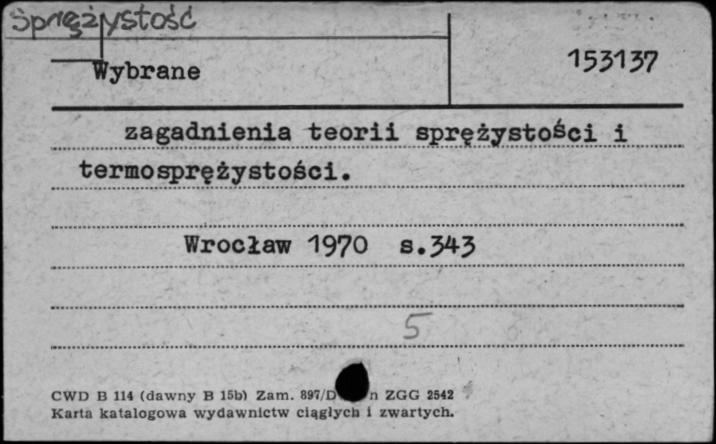 Sprężystość
Wybrane
153137
zagadnienia teorii sprężystości i
termosprężystości.
Wrocław 1970 s.343
5
CWD B 114 (dawny B 15b) Zam. 897/D n ZGG 2542
Karta katalogowa wydawnictw ciągłych i zwartych.